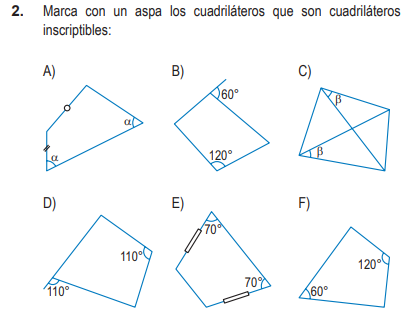 2. Marca con un aspa los cuadriláteros que son cuadriláteros
inscriptibles:
A) B) C)
α α
60°
120°
β
β
D) E) F)
110°
110°
70°
70°
120°
60°